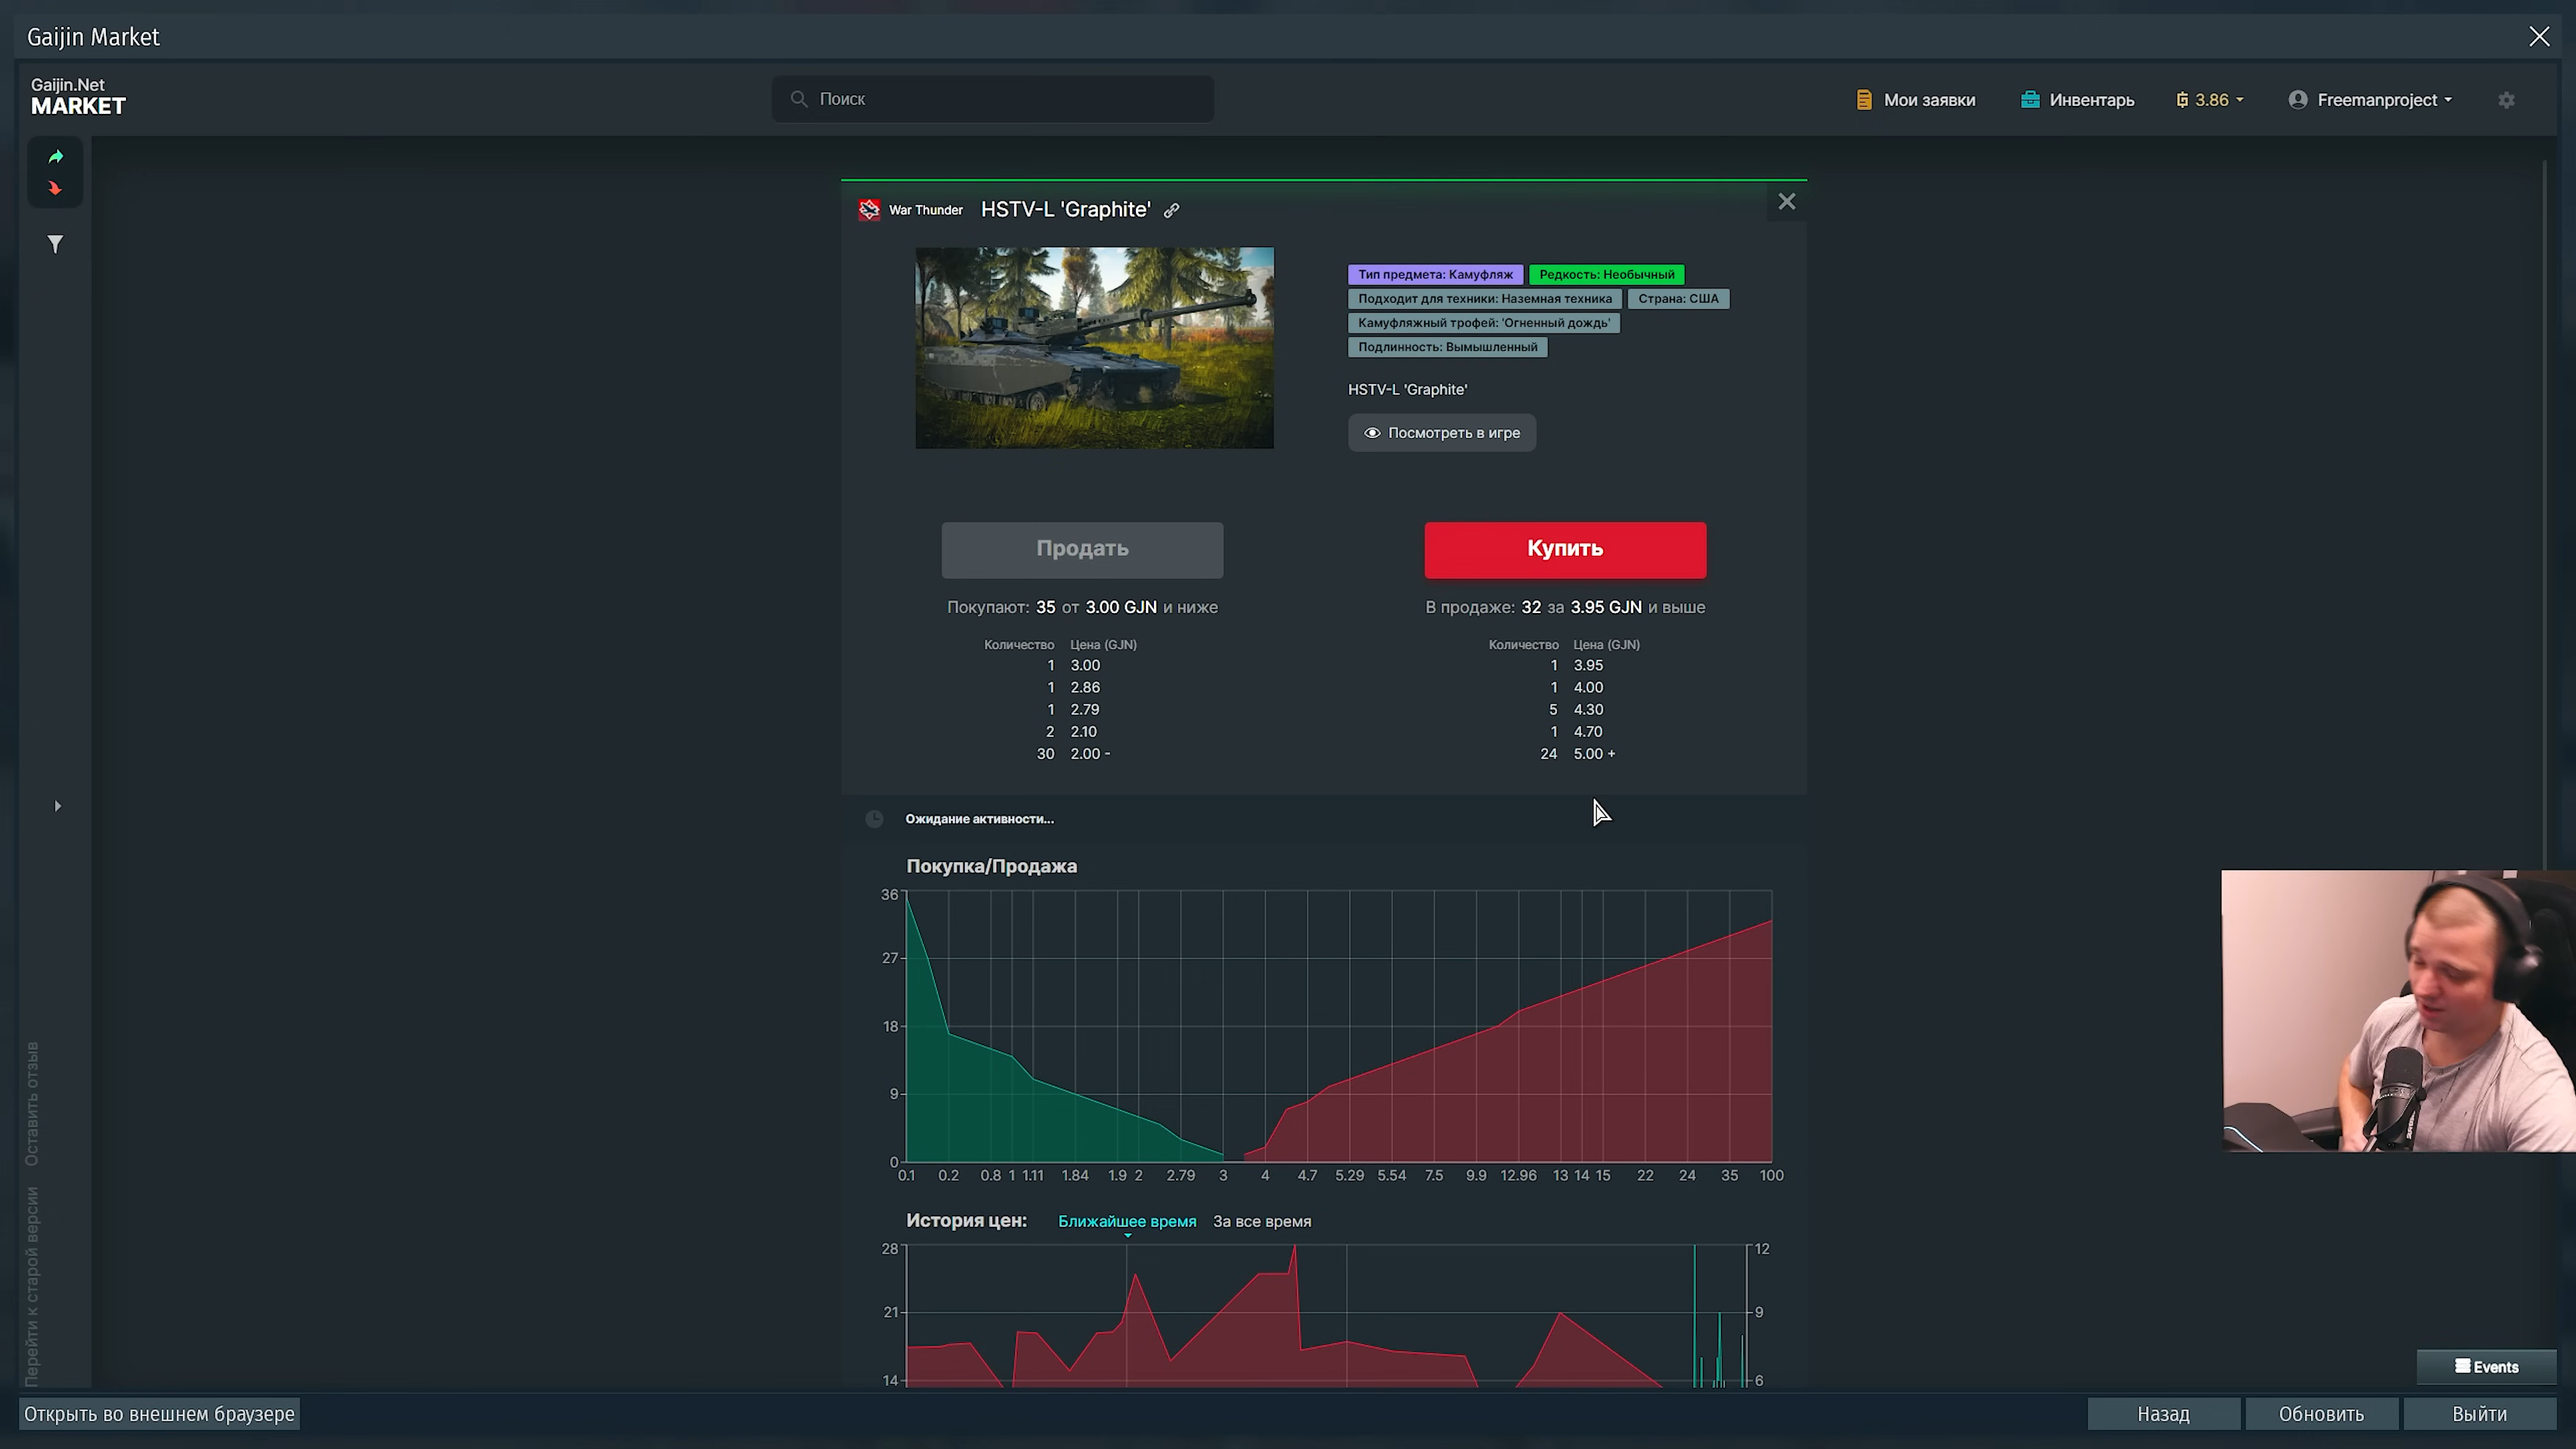 Gaijin Market
Gaijin.Net
MARKET
Поиск
Мои заявки
Инвентарь
3.86
Freemanproject
War Thunder
HSTV-L 'Graphite'
Тип предмета: Камуфляж
Редкость: Необычный
Подходит для техники: Наземная техника
Страна: США
Камуфляжный трофей: 'Огненный дождь'
Подлинность: Вымышленный
HSTV-L 'Graphite'
Посмотреть в игре
Продать
Купить
Покупают: 35 от 3.00 GJN и ниже
В продаже: 32 за 3.95 GJN и выше
Количество Цена (GJN)
1 3.00
1 2.86
1 2.79
2 2.10
30 2.00 -
Количество Цена (GJN)
1 3.95
1 4.00
5 4.30
1 4.70
24 5.00 +
Ожидание активности...
Покупка/Продажа
36
27
18
9
0
0.1 0.2 0.8 1 1.11 1.84 1.9 2 2.79 3 4 4.7 5.29 5.54 7.5 9.9 12.96 13 14 15 22 24 35 100
История цен: Ближайшее время За все время
28 12
21 9
14 6
Оставить отзыв
Перейти к старой версии
Events
Открыть во внешнем браузере
Назад
Обновить
Выйти